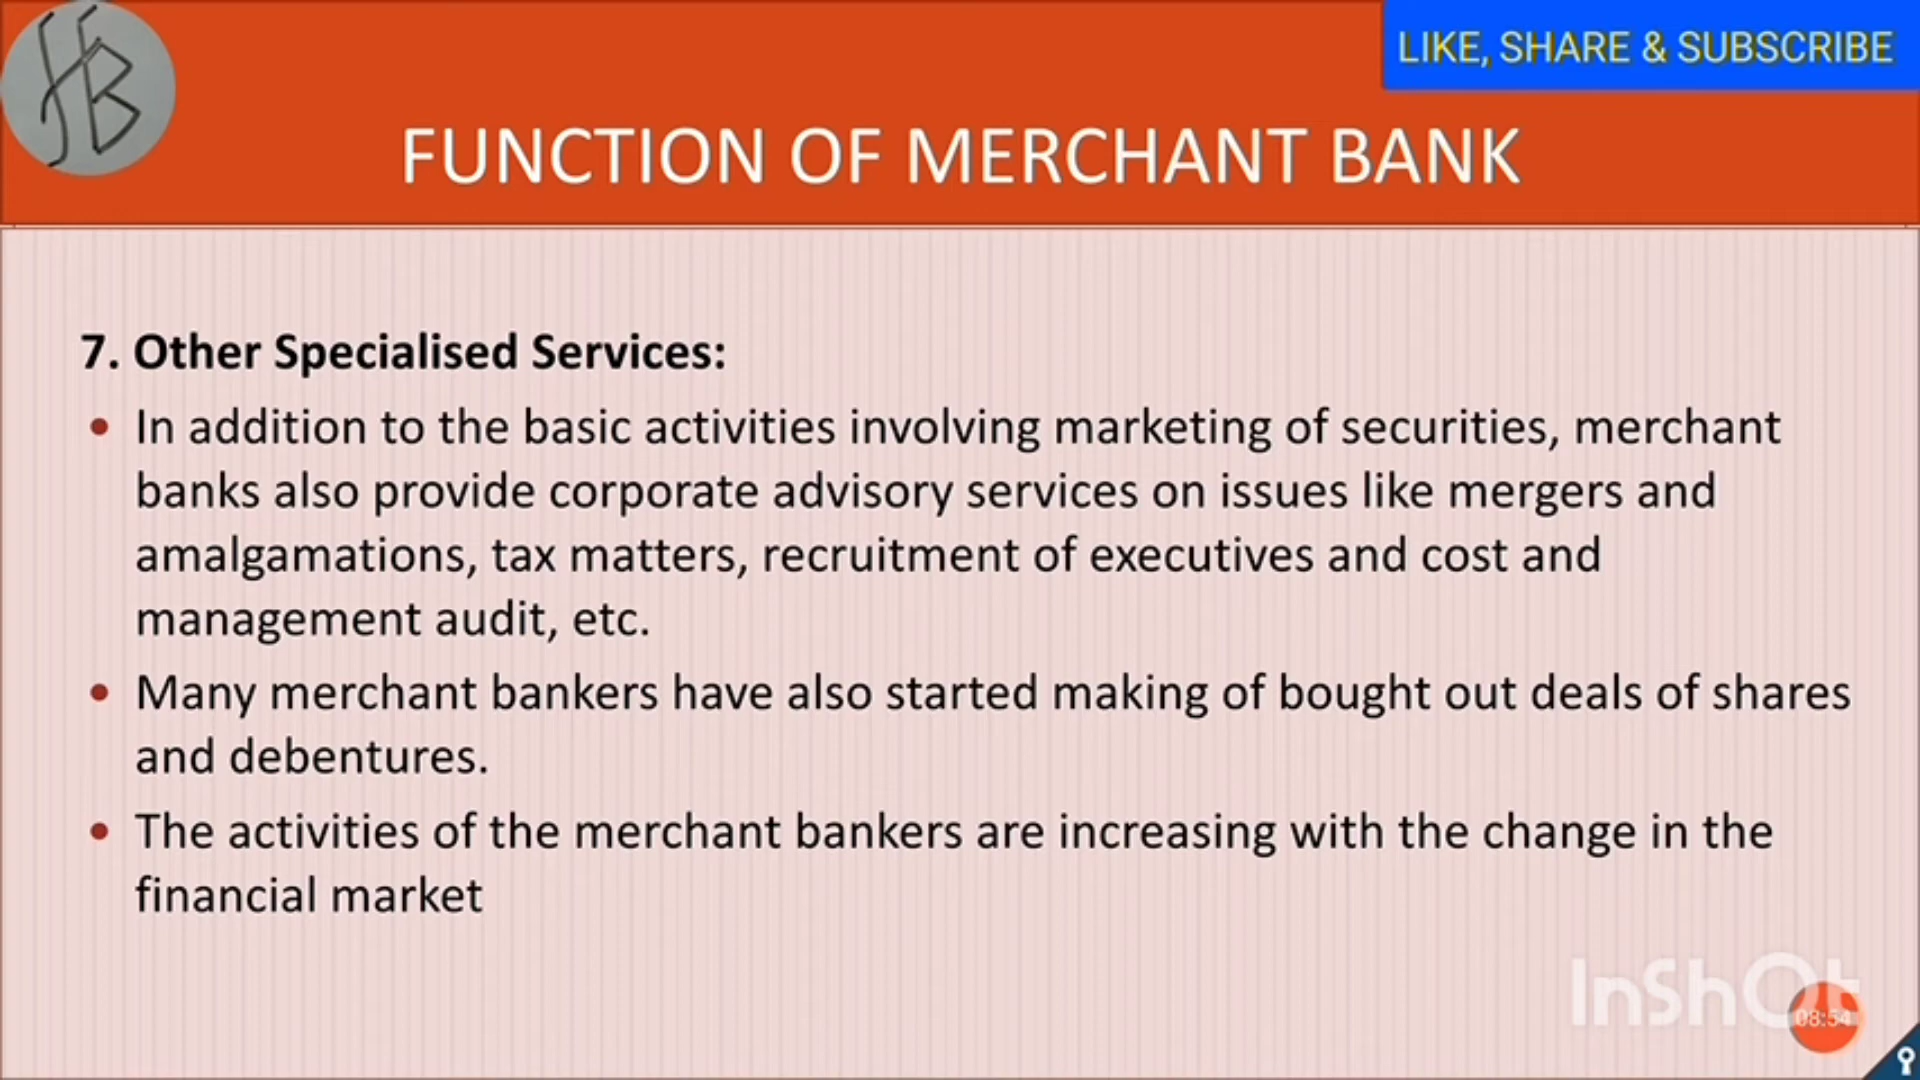 LIKE, SHARE & SUBSCRIBE
FUNCTION OF MERCHANT BANK
7. Other Specialised Services:
• In addition to the basic activities involving marketing of securities, merchant
banks also provide corporate advisory services on issues like mergers and
amalgamations, tax matters, recruitment of executives and cost and
management audit, etc.
• Many merchant bankers have also started making of bought out deals of shares
and debentures.
• The activities of the merchant bankers are increasing with the change in the
financial market
InShOt
08:54